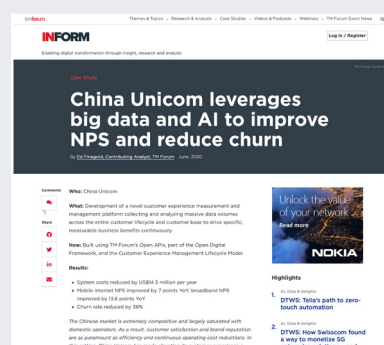 tmforum
Themes & Topics
Research & Analysis
Case Studies
Videos & Podcasts
Webinars
TM Forum Event News
INFORM
Log in / Register
Enabling digital transformation through insight, research and analysis
Case Study
China Unicom leverages
big data and AI to improve
NPS and reduce churn
By Ed Finegold, Contributing Analyst, TM Forum June, 2020
Comments
Share
Who: China Unicom
What: Development of a novel customer experience measurement and
management platform collecting and analyzing massive data volumes
across the entire customer lifecycle and customer base to drive specific,
measurable business benefits continuously
How: Built using TM Forum's Open APIs, part of the Open Digital
Framework, and the Customer Experience Management Lifecycle Model
Results:
• System costs reduced by US$14.3 million per year
• Mobile internet NPS improved by 7 points YoY; broadband NPS
improved by 13.8 points YoY
• Churn rate reduced by 38%
The Chinese market is extremely competitive and largely saturated with
domestic operators. As a result, customer satisfaction and brand reputation
are as paramount as efficiency and continuous operating cost reductions. In
Unlock the value
of your network
Read more
NOKIA
Highlights
AI, Data & Insights
1. DTWS: Telia's path to zero-
touch automation
AI, Data & Insights
2. DTWS: How Swisscom found
a way to monetize 5G